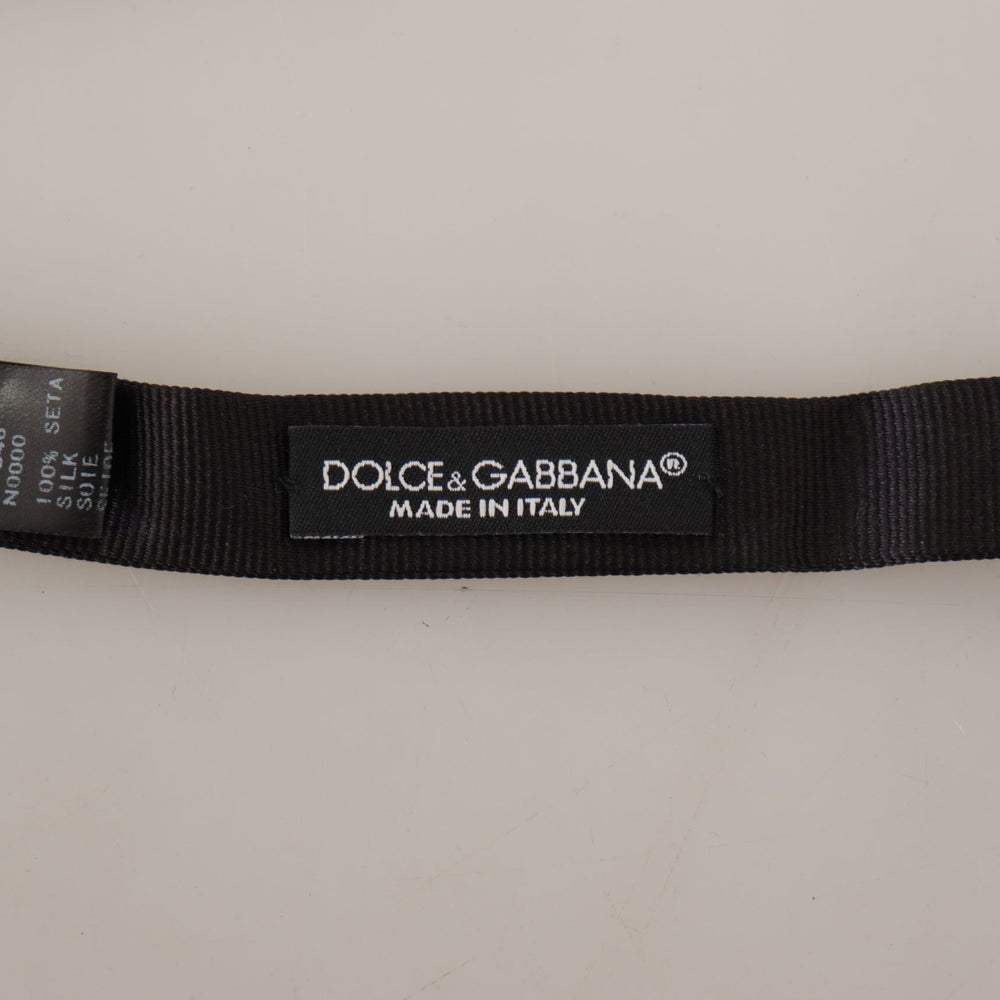 DOLCE & GABBANA®
MADE IN ITALY
N0000
100% SETA
SILK
SOIE